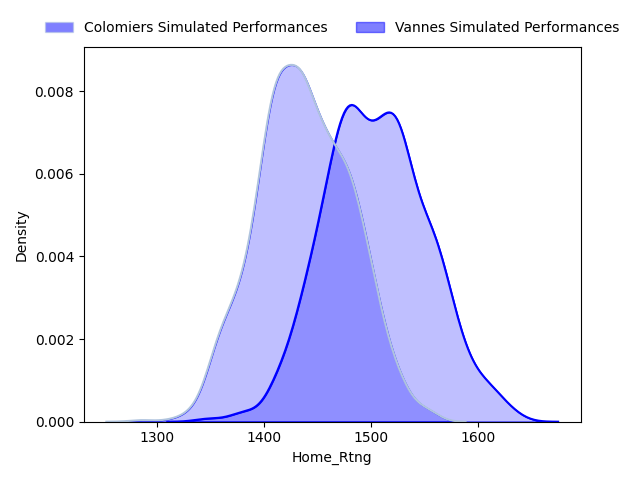 Colomiers Simulated Performances
Vannes Simulated Performances
0.008
0.006
0.004
0.002
0.000
Density
1300
1400
1500
1600
Home_Rtng